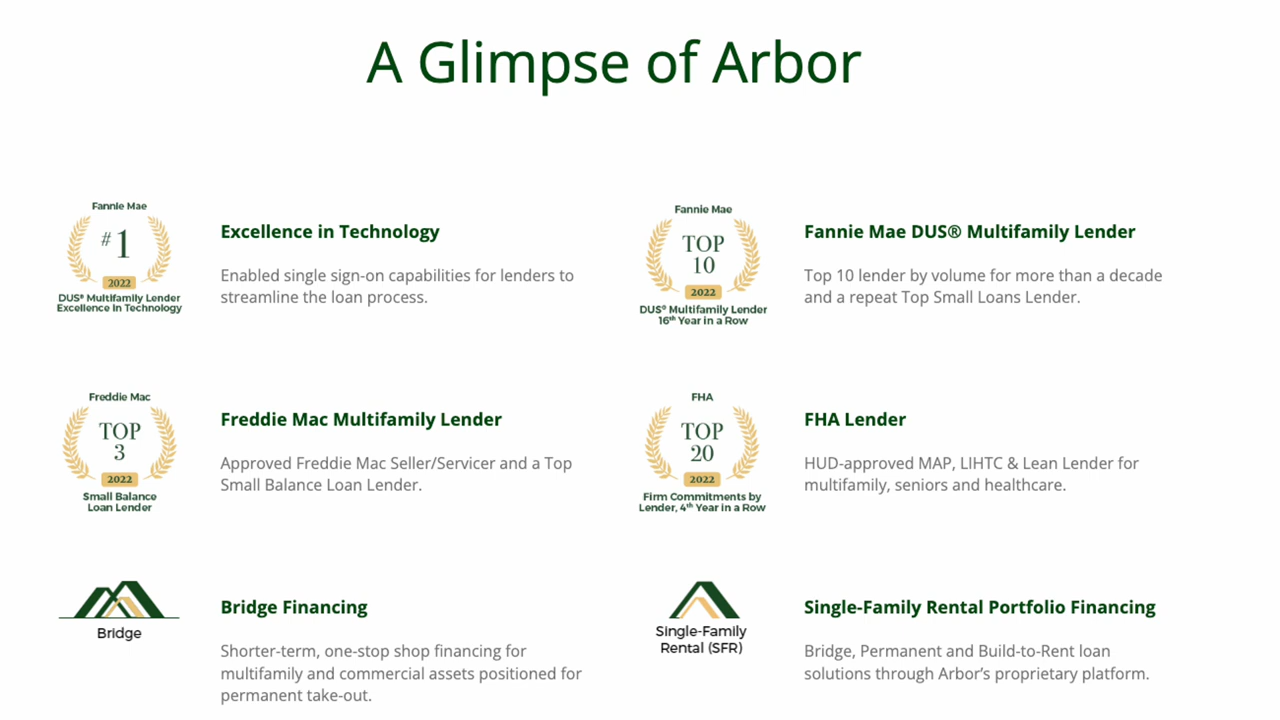 A Glimpse of Arbor
Fannie Mae
#1
2022
DUS® Multifamily Lender
Excellence in Technology
Excellence in Technology
Enabled single sign-on capabilities for lenders to
streamline the loan process.
Fannie Mae
TOP
10
2022
DUS® Multifamily Lender
16th Year in a Row
Fannie Mae DUS® Multifamily Lender
Top 10 lender by volume for more than a decade
and a repeat Top Small Loans Lender.
Freddie Mac
TOP
3
2022
Small Balance
Loan Lender
Freddie Mac Multifamily Lender
Approved Freddie Mac Seller/Servicer and a Top
Small Balance Loan Lender.
FHA
TOP
20
2022
Firm Commitments by
Lender, 4th Year in a Row
FHA Lender
HUD-approved MAP, LIHTC & Lean Lender for
multifamily, seniors and healthcare.
Bridge
Bridge Financing
Shorter-term, one-stop shop financing for
multifamily and commercial assets positioned for
permanent take-out.
Single-Family
Rental (SFR)
Single-Family Rental Portfolio Financing
Bridge, Permanent and Build-to-Rent loan
solutions through Arbor’s proprietary platform.